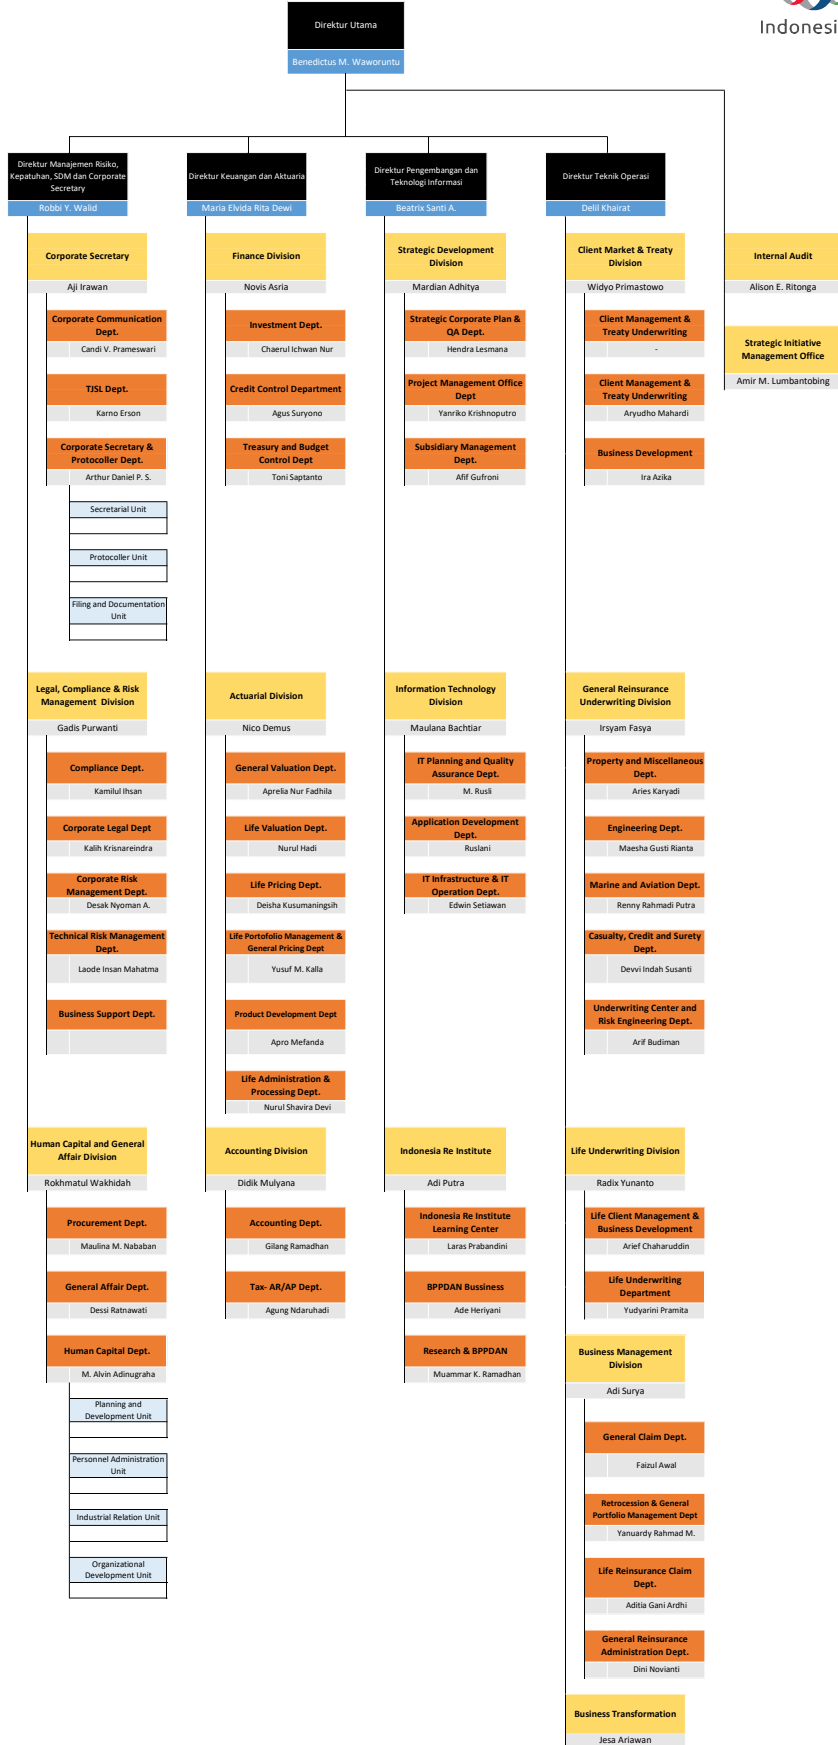 Indonesi
Direktur Utama
Benedictus M. Waworuntu
Direktur Manajemen Risiko,
Kepatuhan, SDM dan Corporate
Secretary
Robbi Y. Walid
Direktur Keuangan dan Aktuaria
Maria Elvida Rita Dewi
Direktur Pengembangan dan
Teknologi Informasi
Beatrix Santi A.
Direktur Teknik Operasi
Delil Khairat
Corporate Secretary
Aji Irawan
Corporate Communication
Dept.
Candi V. Prameswari
TJSL Dept.
Karno Erson
Corporate Secretary &
Protocoller Dept.
Arthur Daniel P. S.
Secretarial Unit
Protocoller Unit
Filing and Documentation
Unit
Finance Division
Novis Asria
Investment Dept.
Chaerul Ichwan Nur
Credit Control Department
Agus Suryono
Treasury and Budget
Control Dept
Toni Saptanto
Strategic Development
Division
Mardian Adhitya
Strategic Corporate Plan &
QA Dept.
Hendra Lesmana
Project Management Office
Dept
Yanriko Krishnoputro
Subsidiary Management
Dept.
Afif Gufroni
Client Market & Treaty
Division
Widyo Primastowo
Client Management &
Treaty Underwriting
-
Client Management &
Treaty Underwriting
Aryudho Mahardi
Business Development
Ira Azika
Internal Audit
Alison E. Ritonga
Strategic Initiative
Management Office
Amir M. Lumbantobing
Legal, Compliance & Risk
Management Division
Gadis Purwanti
Compliance Dept.
Kamilul Ihsan
Corporate Legal Dept
Kalih Krisnareindra
Corporate Risk
Management Dept.
Desak Nyoman A.
Technical Risk Management
Dept.
Laode Insan Mahatma
Business Support Dept.
Actuarial Division
Nico Demus
General Valuation Dept.
Aprelia Nur Fadhila
Life Valuation Dept.
Nurul Hadi
Life Pricing Dept.
Deisha Kusumaningsih
Life Portofolio Management &
General Pricing Dept
Yusuf M. Kalla
Product Development Dept
Apro Mefanda
Life Administration &
Processing Dept.
Nurul Shavira Devi
Information Technology
Division
Maulana Bachtiar
IT Planning and Quality
Assurance Dept.
M. Rusli
Application Development
Dept.
Ruslani
IT Infrastructure & IT
Operation Dept.
Edwin Setiawan
General Reinsurance
Underwriting Division
Irsyam Fasya
Property and Miscellaneous
Dept.
Aries Karyadi
Engineering Dept.
Maesha Gusti Rianta
Marine and Aviation Dept.
Renny Rahmadi Putra
Casualty, Credit and Surety
Dept.
Devvi Indah Susanti
Underwriting Center and
Risk Engineering Dept.
Arif Budiman
Human Capital and General
Affair Division
Rokhmatul Wakhidah
Procurement Dept.
Maulina M. Nababan
General Affair Dept.
Dessi Ratnawati
Human Capital Dept.
M. Alvin Adinugraha
Planning and
Development Unit
Personnel Administration
Unit
Industrial Relation Unit
Organizational
Development Unit
Accounting Division
Didik Mulyana
Accounting Dept.
Gilang Ramadhan
Tax- AR/AP Dept.
Agung Ndaruhadi
Indonesia Re Institute
Adi Putra
Indonesia Re Institute
Learning Center
Laras Prabandini
BPPDAN Bussiness
Ade Heriyani
Research & BPPDAN
Muammar K. Ramadhan
Life Underwriting Division
Radix Yunanto
Life Client Management &
Business Development
Arief Chaharuddin
Life Underwriting
Department
Yudyarini Pramita
Business Management
Division
Adi Surya
General Claim Dept.
Faizul Awal
Retrocession & General
Portfolio Management Dept
Yanuardy Rahmad M.
Life Reinsurance Claim
Dept.
Aditia Gani Ardhi
General Reinsurance
Administration Dept.
Dini Novianti
Business Transformation
Jesa Ariawan